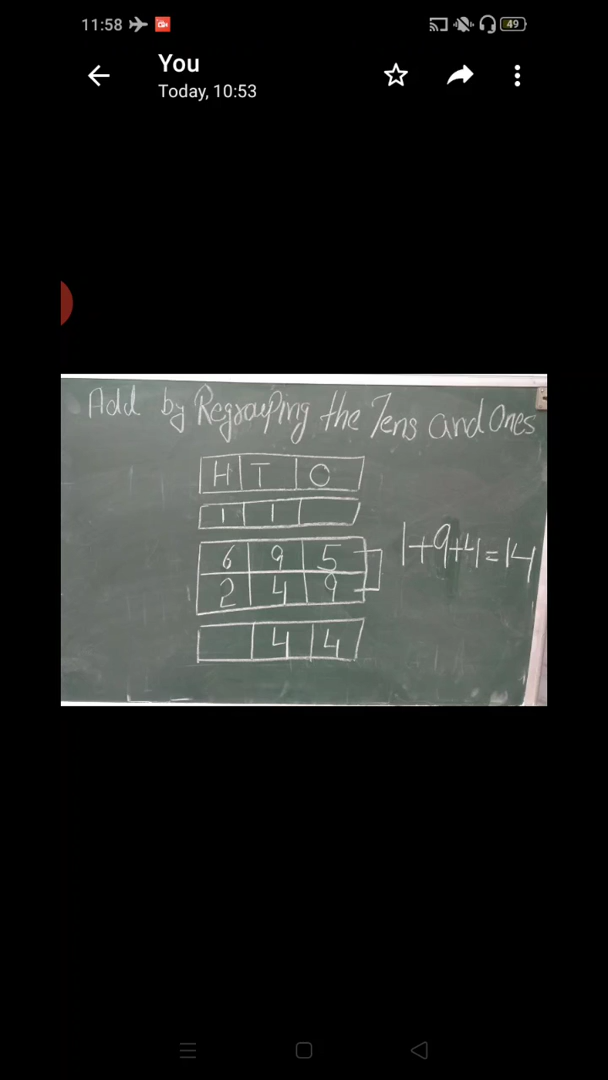 11:58
49
You
Today, 10:53
Add by Regrouping the Tens and Ones
H T O
1 1
6 9 5
2 4 9
1+9+4=14
4 4